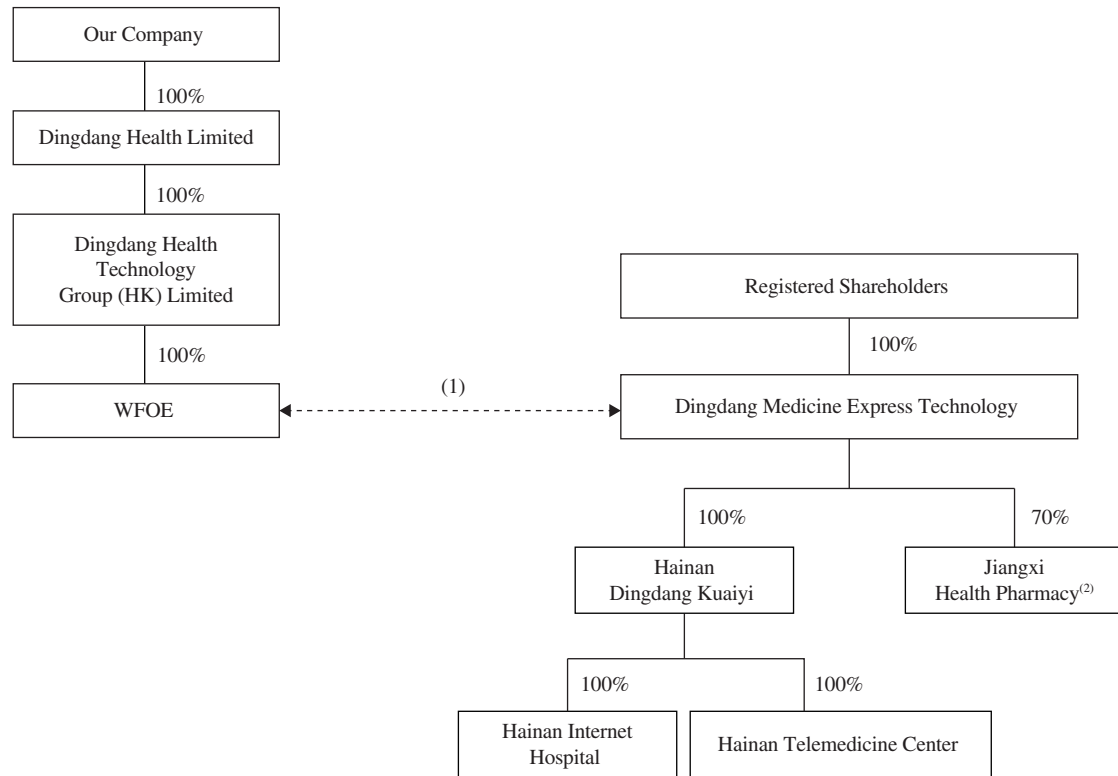 Our Company
100%
Dingdang Health Limited
100%
Dingdang Health
Technology
Group (HK) Limited
100%
WFOE
(1)
Registered Shareholders
100%
Dingdang Medicine Express Technology
100%
70%
Hainan
Dingdang Kuaiyi
Jiangxi
Health Pharmacy(2)
100%
100%
Hainan Internet
Hospital
Hainan Telemedicine Center